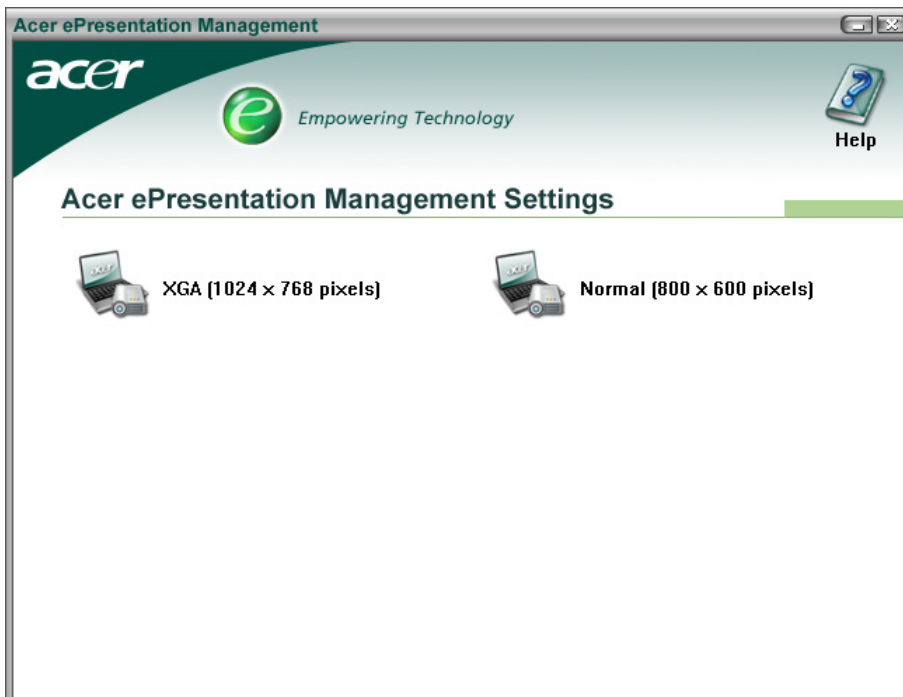 Acer ePresentation Management
acer
e Empowering Technology
Help
Acer ePresentation Management Settings
XGA (1024 x 768 pixels)
Normal (800 x 600 pixels)